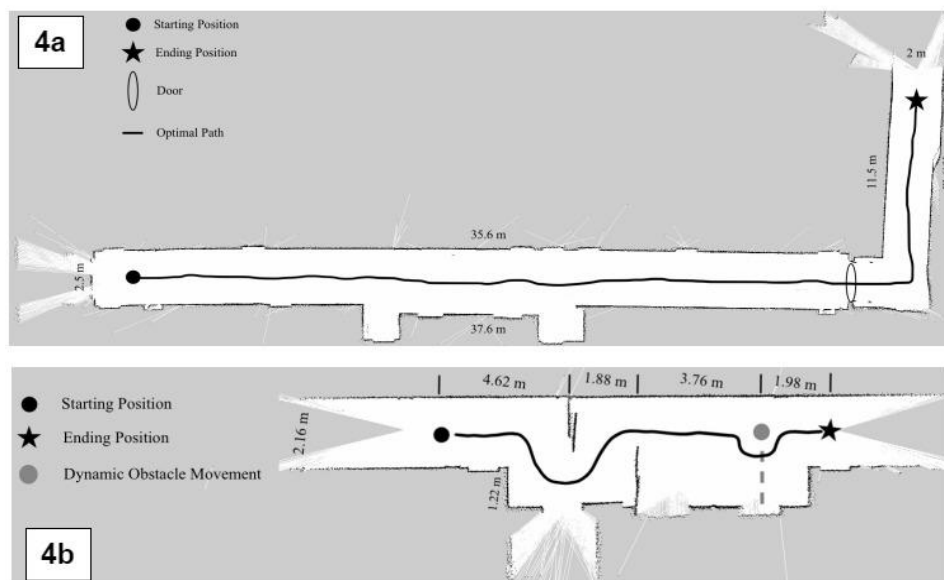 4a
Starting Position
Ending Position
Door
Optimal Path
2 m
11.5 m
35.6 m
2.5 m
37.6 m
4.62 m
1.88 m
3.76 m
1.98 m
Starting Position
Ending Position
Dynamic Obstacle Movement
2.16 m
1.22 m
4b